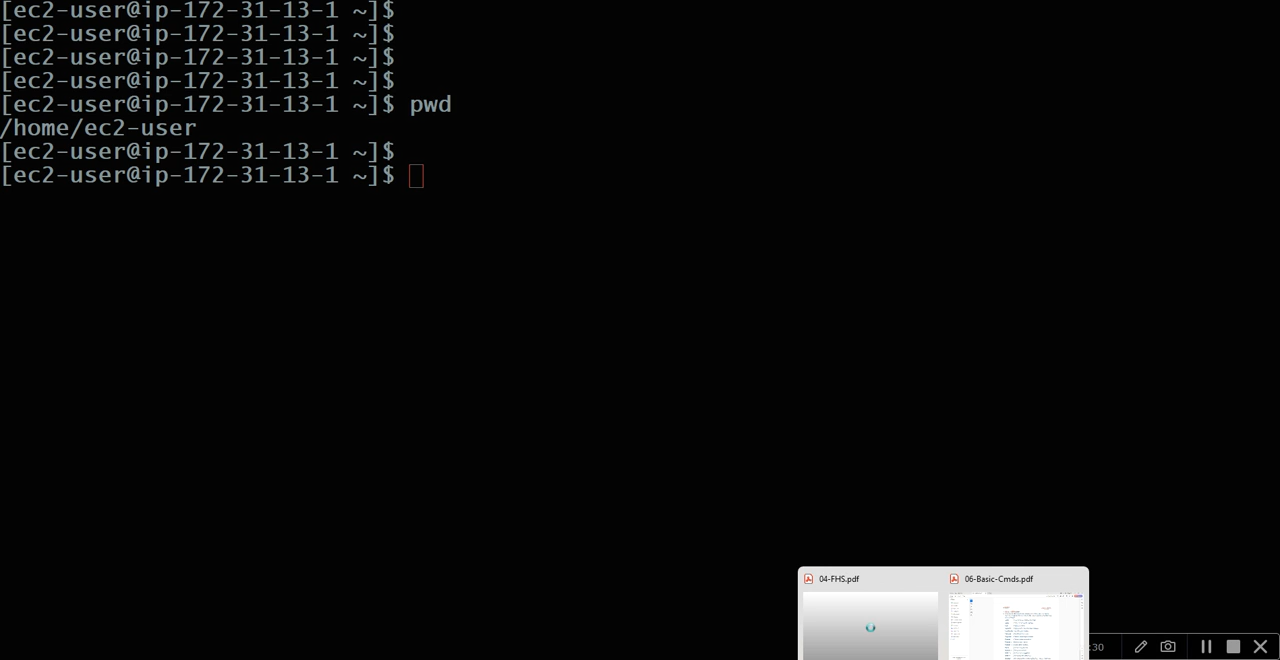 [ec2-user@ip-172-31-13-1 ~]$
[ec2-user@ip-172-31-13-1 ~]$
[ec2-user@ip-172-31-13-1 ~]$
[ec2-user@ip-172-31-13-1 ~]$
[ec2-user@ip-172-31-13-1 ~]$ pwd
/home/ec2-user
[ec2-user@ip-172-31-13-1 ~]$
[ec2-user@ip-172-31-13-1 ~]$
04-FHS.pdf
06-Basic-Cmds.pdf
:30